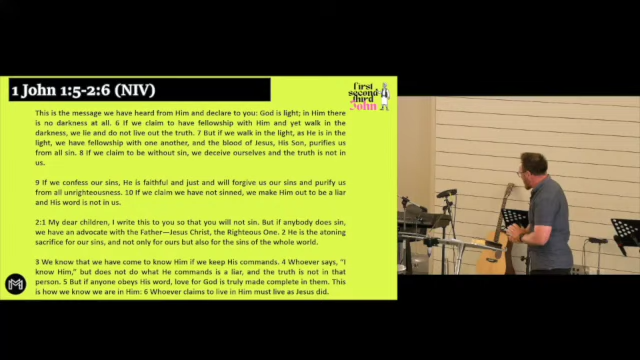 1 John 1:5-2:6 (NIV)
first
second
third
John
This is the message we have heard from Him and declare to you: God is light; in Him there
is no darkness at all. 6 If we claim to have fellowship with Him and yet walk in the
darkness, we lie and do not live out the truth. 7 But if we walk in the light, as He is in the
light, we have fellowship with one another, and the blood of Jesus, His Son, purifies us
from all sin. 8 If we claim to be without sin, we deceive ourselves and the truth is not in
us.
9 If we confess our sins, He is faithful and just and will forgive us our sins and purify us
from all unrighteousness. 10 If we claim we have not sinned, we make Him out to be a liar
and His word is not in us.
2:1 My dear children, I write this to you so that you will not sin. But if anybody does sin,
we have an advocate with the Father—Jesus Christ, the Righteous One. 2 He is the atoning
sacrifice for our sins, and not only for ours but also for the sins of the whole world.
3 We know that we have come to know Him if we keep His commands. 4 Whoever says, "I
know Him," but does not do what He commands is a liar, and the truth is not in that
person. 5 But if anyone obeys His word, love for God is truly made complete in them. This
is how we know we are in Him: 6 Whoever claims to live in Him must live as Jesus did.